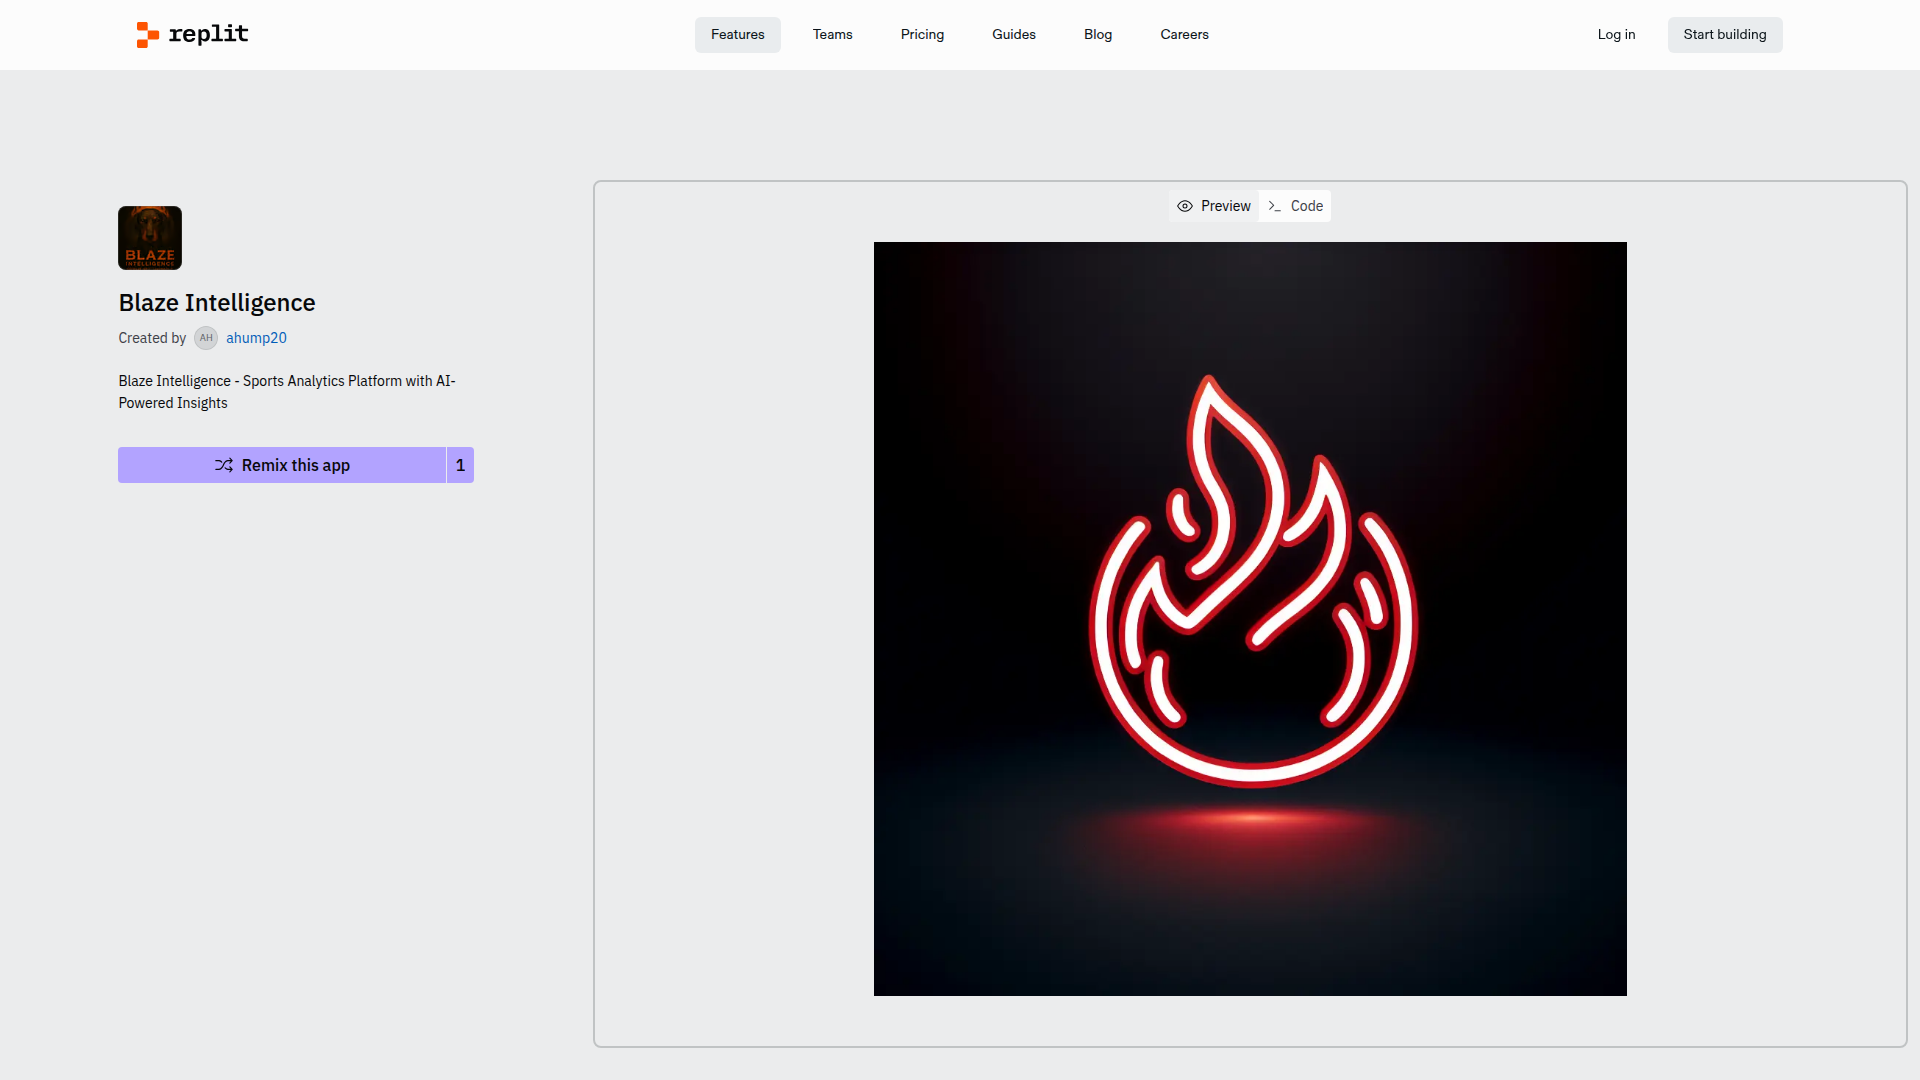 replit
Features
Teams
Pricing
Guides
Blog
Careers
Log in
Start building
BLAZE
INTELLIGENCE
Blaze Intelligence
Created by AH ahump20
Blaze Intelligence - Sports Analytics Platform with AI-
Powered Insights
Remix this app 1
Preview
Code